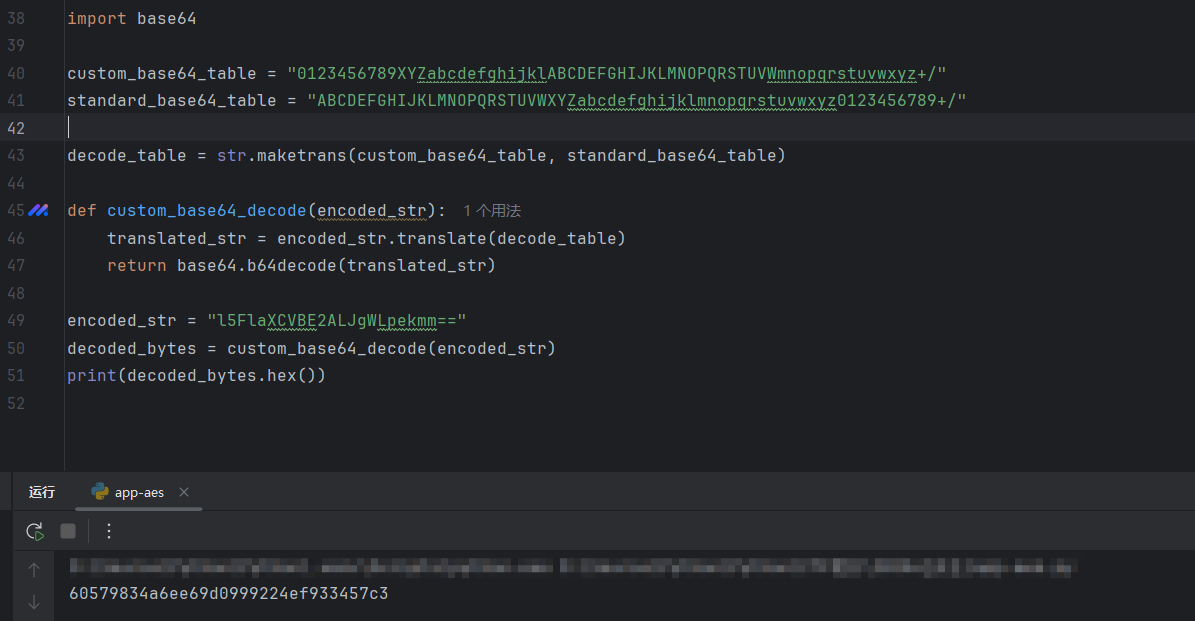 38 import base64
39
40 custom_base64_table = "0123456789XYZabcdefghijklABCDEFGHIJKLMNOPQRSTUVWmnopqrstuvwxyz+/"
41 standard_base64_table = "ABCDEFGHIJKLMNOPQRSTUVWXYZabcdefghijklmnopqrstuvwxyz0123456789+/"
42
43 decode_table = str.maketrans(custom_base64_table, standard_base64_table)
44
45 def custom_base64_decode(encoded_str): 1 个用法
46     translated_str = encoded_str.translate(decode_table)
47     return base64.b64decode(translated_str)
48
49 encoded_str = "l5FlaXCVBE2ALJgWLpekmm=="
50 decoded_bytes = custom_base64_decode(encoded_str)
51 print(decoded_bytes.hex())
52
运行 app-aes
60579834a6ee69d0999224ef933457c3